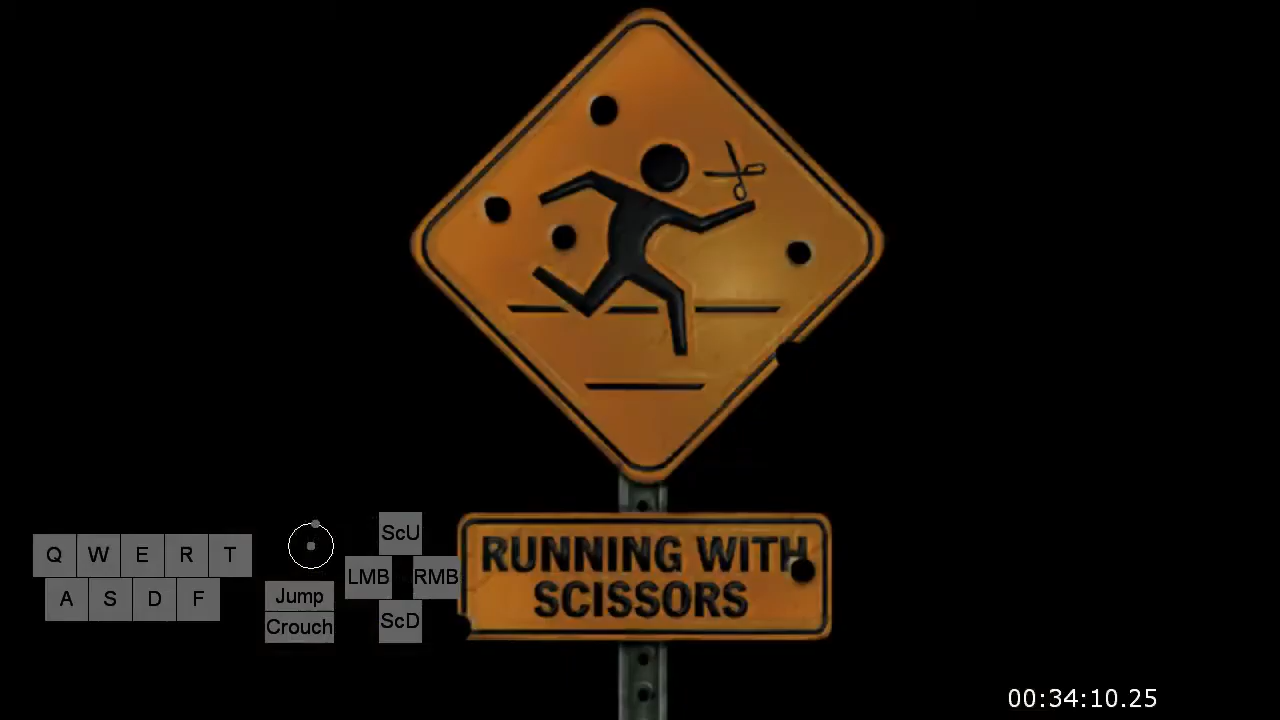 RUNNING WITH
SCISSORS
Q W E R T
A S D F
Jump
Crouch
ScU
LMB RMB
ScD
00:34:10.25